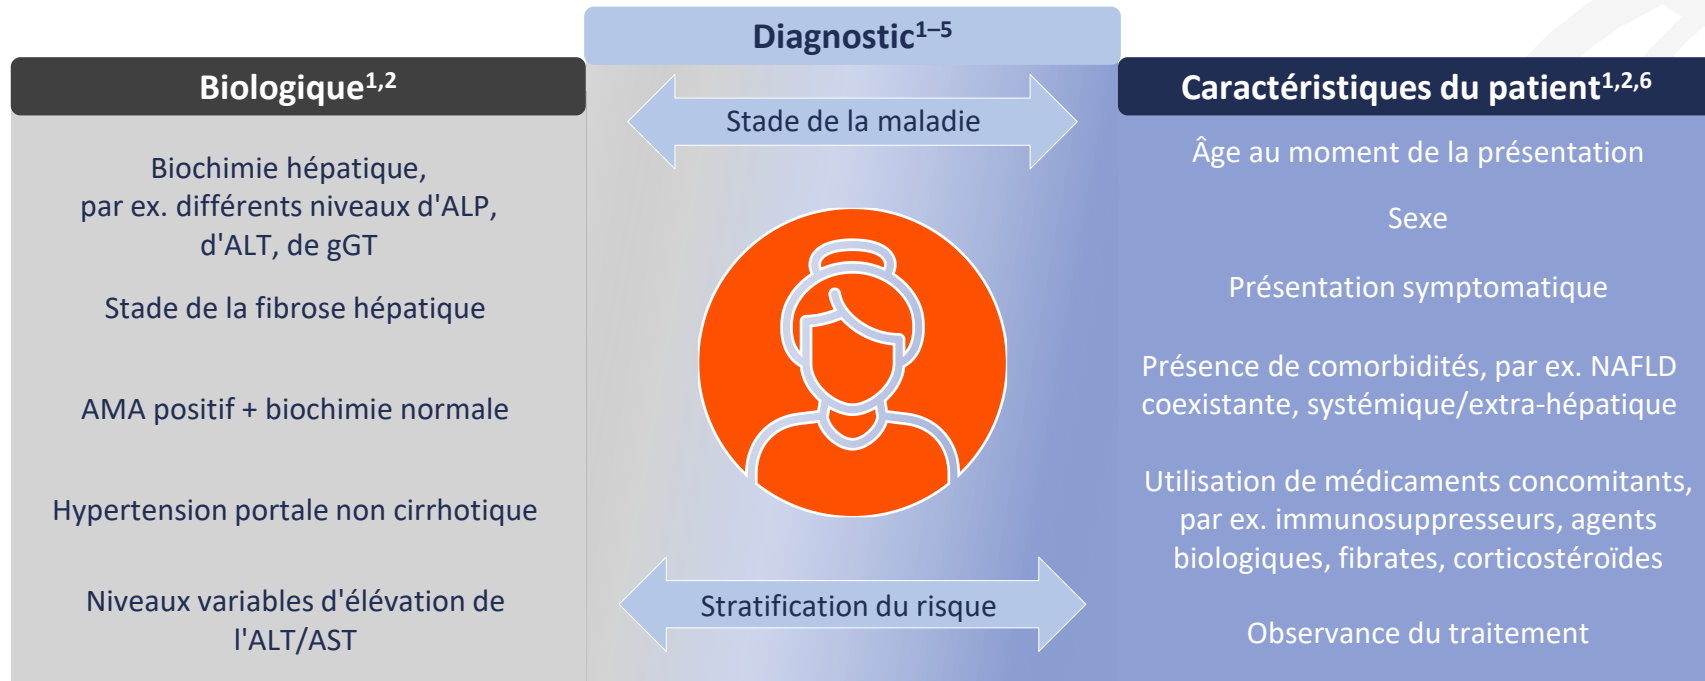 Diagnostic1–5
Biologique1,2
Biochimie hépatique,
par ex. différents niveaux d'ALP,
d'ALT, de gGT
Stade de la fibrose hépatique
AMA positif + biochimie normale
Hypertension portale non cirrhotique
Niveaux variables d'élévation de
l'ALT/AST
Stade de la maladie
Stratification du risque
Caractéristiques du patient1,2,6
Âge au moment de la présentation
Sexe
Présentation symptomatique
Présence de comorbidités, par ex. NAFLD
coexistante, systémique/extra-hépatique
Utilisation de médicaments concomitants,
par ex. immunosuppresseurs, agents
biologiques, fibrates, corticostéroïdes
Observance du traitement